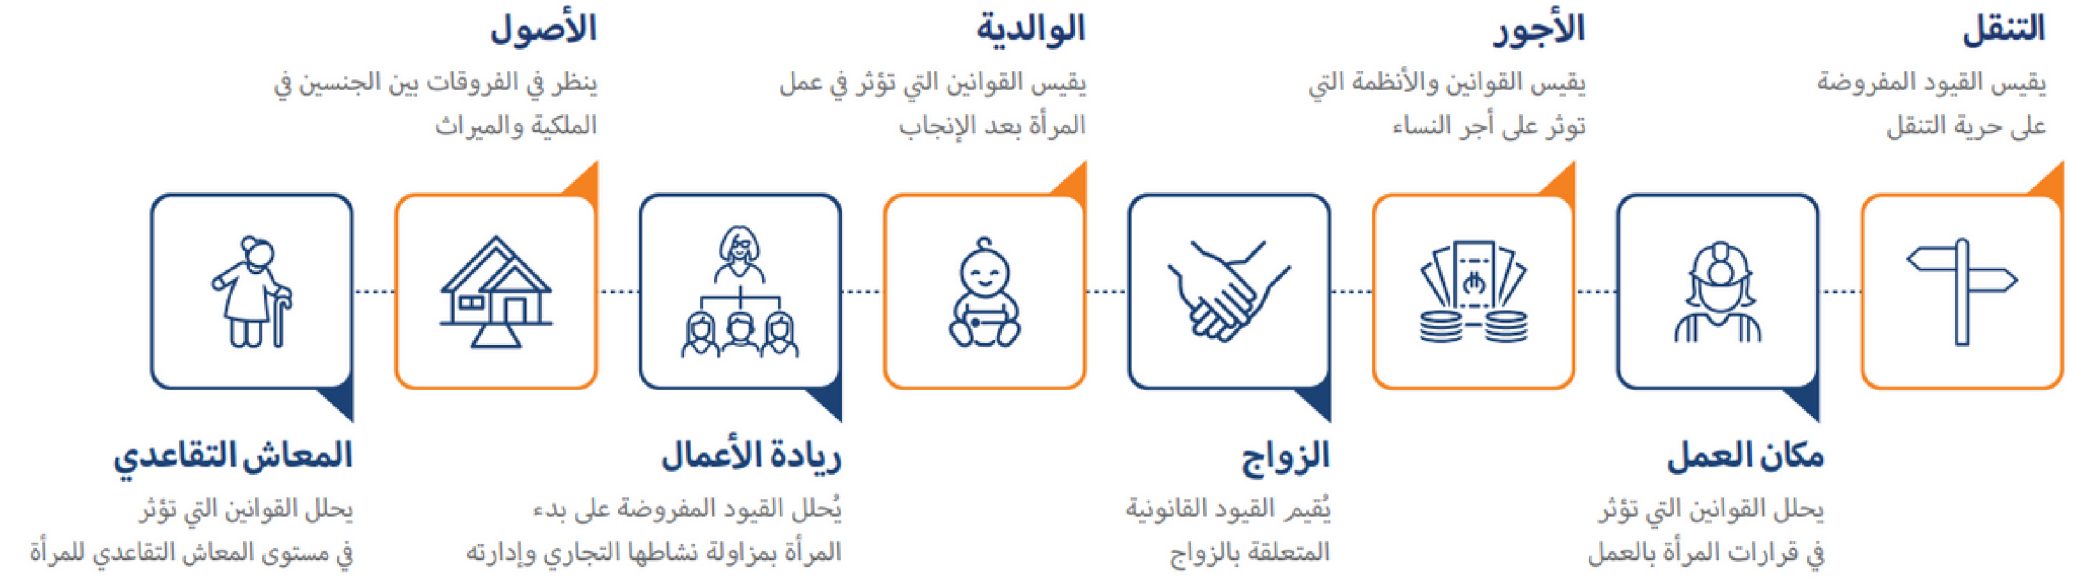 التنقل
يقيس القيود المفروضة
على حرية التنقل
مكان العمل
يحلل القوانين التي تؤثر
في قرارات المرأة بالعمل
الأجور
يقيس القوانين والأنظمة التي
توثر على أجر النساء
الزواج
يُقيم القيود القانونية
المتعلقة بالزواج
الوالدية
يقيس القوانين التي تؤثر في عمل
المرأة بعد الإنجاب
ريادة الأعمال
يُحلل القيود المفروضة على بدء
المرأة بمزاولة نشاطها التجاري وإدارته
الأصول
ينظر في الفروقات بين الجنسين في
الملكية والميراث
المعاش التقاعدي
يحلل القوانين التي تؤثر
في مستوى المعاش التقاعدي للمرأة